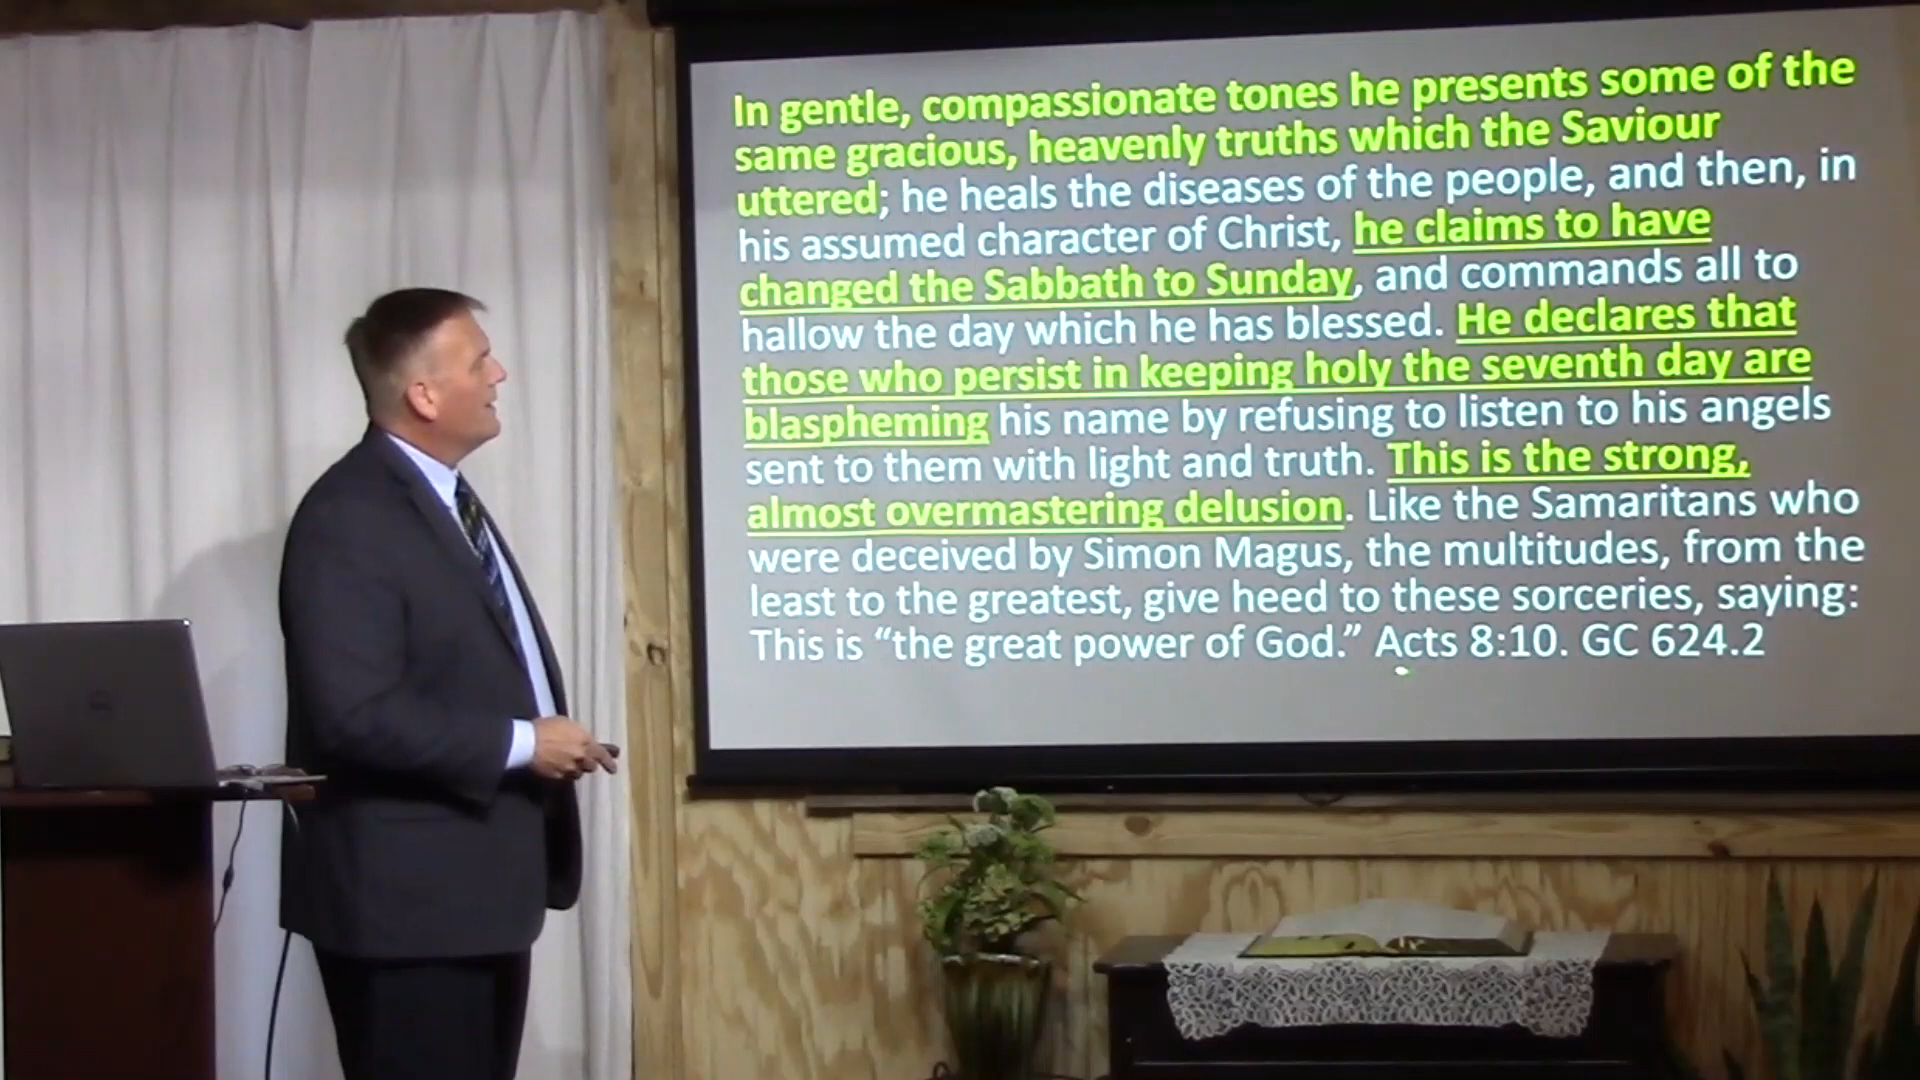 In gentle, compassionate tones he presents some of the
same gracious, heavenly truths which the Saviour
uttered; he heals the diseases of the people, and then, in
his assumed character of Christ, he claims to have
changed the Sabbath to Sunday, and commands all to
hallow the day which he has blessed. He declares that
those who persist in keeping holy the seventh day are
blaspheming his name by refusing to listen to his angels
sent to them with light and truth. This is the strong,
almost overmastering delusion. Like the Samaritans who
were deceived by Simon Magus, the multitudes, from the
least to the greatest, give heed to these sorceries, saying:
This is “the great power of God.” Acts 8:10. GC 624.2